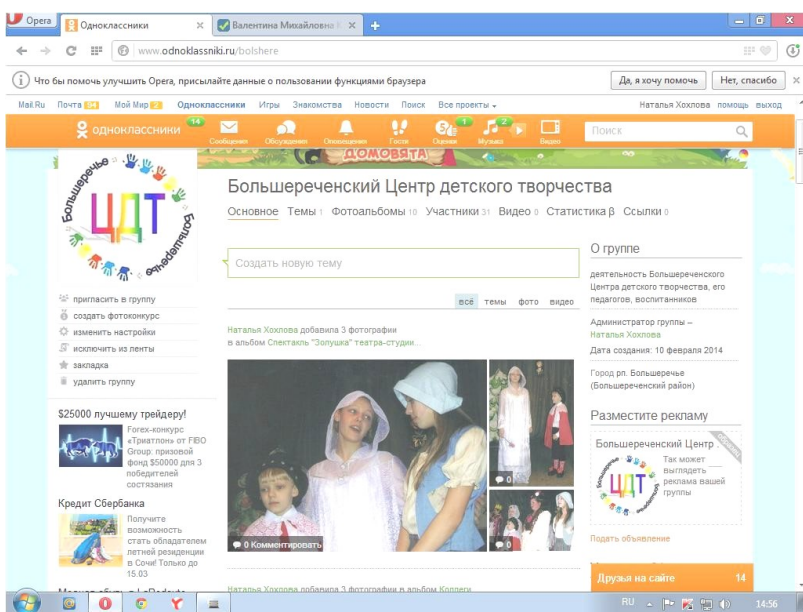 Opera
Одноклассники
Валентина Михайловна К
www.odnoklassniki.ru/bolshere
Что бы помочь улучшить Opera, присылайте данные о пользовании функциями браузера
Да, я хочу помочь
Нет, спасибо
Mail.Ru Почта 64 Мой Мир Одноклассники Игры Знакомства Новости Поиск Все проекты
Наталья Хохлова помощь выход
одноклассники
14
Сообщения Обсуждения Оповещения Гости Оценки Музыка Видео
1
2
5
Поиск
ДОМОВЯТА
Большеречье
ЦДТ
Большеречье
Большереченский Центр детского творчества
Основное Темы 1 Фотоальбомы 10 Участники 31 Видео 0 Статистика β Ссылки 0
Создать новую тему
всё темы фото видео
пригласить в группу
создать фотоконкурс
изменить настройки
исключить из ленты
закладка
удалить группу
Наталья Хохлова добавила 3 фотографии
в альбом Спектакль "Золушка" театра-студии...
0 Комментировать
0
0
Наталья Хохлова добавила 3 фотографии в альбом Коллеги
$25000 лучшему трейдеру!
Forex-конкурс
«Триатлон» от FIBO
Group: призовой
фонд $50000 для 3
победителей
состязания
Кредит Сбербанка
Получите
возможность
стать обладателем
летней резиденции
в Сочи! Только до
15.03
О группе
деятельность Большереченского
Центра детского творчества, его
педагогов, воспитанников
Администратор группы –
Наталья Хохлова
Дата создания: 10 февраля 2014
Город рп. Большеречье
(Большереченский район)
Разместите рекламу
Большереченский Центр
Так может
выглядеть
реклама вашей
группы
ЦДТ
Подать объявление
Друзья на сайте 14
RU
14:56